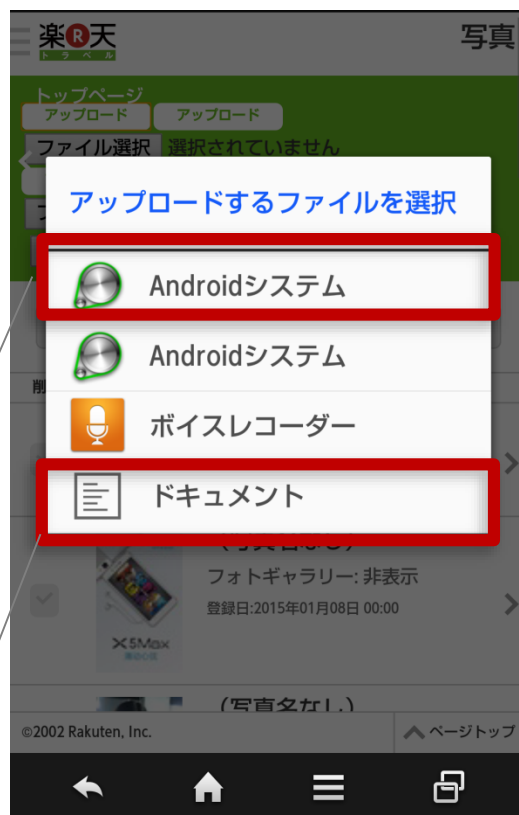 楽R天
トラベル
写真
トップページ
アップロード アップロード
ファイル選択 選択されていません
アップロードするファイルを選択
Androidシステム
Androidシステム
ボイスレコーダー
ドキュメント
削
(写真名なし)
フォトギャラリー: 非表示
登録日:2015年01月08日 00:00
X5Max
(写真名なし)
©2002 Rakuten, Inc.
ページトップ